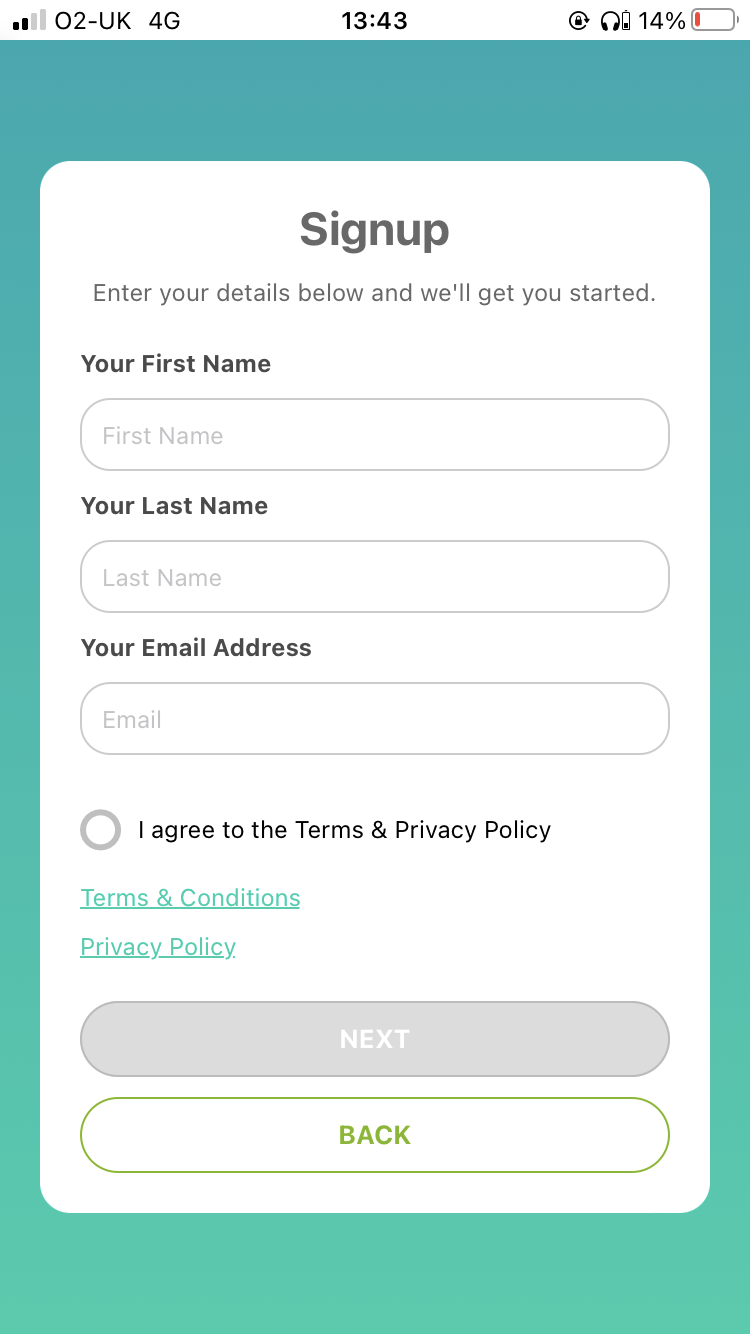 O2-UK 4G 13:43 14%
Signup
Enter your details below and we'll get you started.
Your First Name
First Name
Your Last Name
Last Name
Your Email Address
Email
I agree to the Terms & Privacy Policy
Terms & Conditions
Privacy Policy
NEXT
BACK